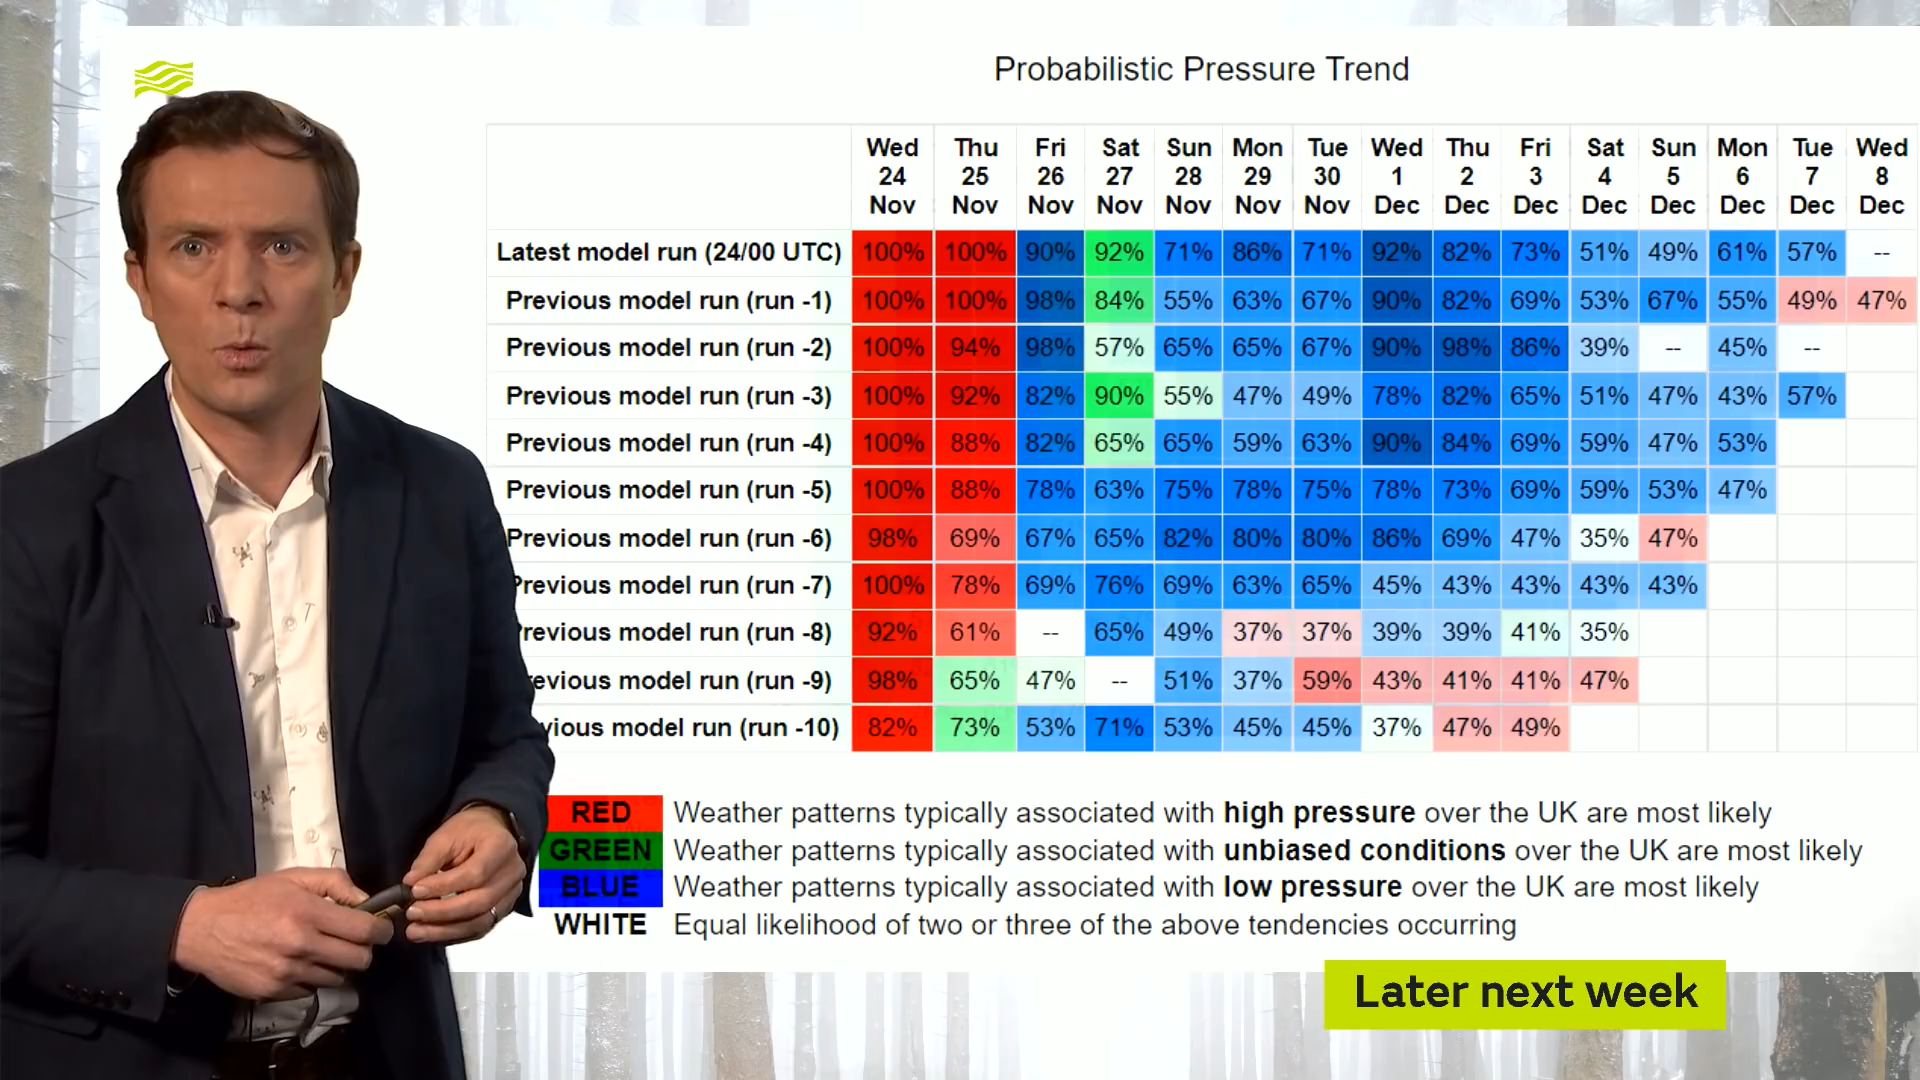 Probabilistic Pressure Trend
Wed Thu Fri Sat Sun Mon Tue Wed Thu Fri Sat Sun Mon Tue Wed
24 25 26 27 28 29 30 1 2 3 4 5 6 7 8
Nov Nov Nov Nov Nov Nov Nov Dec Dec Dec Dec Dec Dec Dec Dec
Latest model run (24/00 UTC) 100% 100% 90% 92% 71% 86% 71% 92% 82% 73% 51% 49% 61% 57% --
Previous model run (run -1) 100% 100% 98% 84% 55% 63% 67% 90% 82% 69% 53% 67% 55% 49% 47%
Previous model run (run -2) 100% 94% 98% 57% 65% 65% 67% 90% 98% 86% 39% -- 45% --
Previous model run (run -3) 100% 92% 82% 90% 55% 47% 49% 78% 82% 65% 51% 47% 43% 57%
Previous model run (run -4) 100% 88% 82% 65% 65% 59% 63% 90% 84% 69% 59% 47% 53%
Previous model run (run -5) 100% 88% 78% 63% 75% 78% 75% 78% 73% 69% 59% 53% 47%
Previous model run (run -6) 98% 69% 67% 65% 82% 80% 80% 86% 69% 47% 35% 47%
Previous model run (run -7) 100% 78% 69% 76% 69% 63% 65% 45% 43% 43% 43% 43%
revious model run (run -8) 92% 61% -- 65% 49% 37% 37% 39% 39% 41% 35%
evious model run (run -9) 98% 65% 47% -- 51% 37% 59% 43% 41% 41% 47%
vious model run (run -10) 82% 73% 53% 71% 53% 45% 45% 37% 47% 49%
RED Weather patterns typically associated with high pressure over the UK are most likely
GREEN Weather patterns typically associated with unbiased conditions over the UK are most likely
BLUE Weather patterns typically associated with low pressure over the UK are most likely
WHITE Equal likelihood of two or three of the above tendencies occurring
Later next week